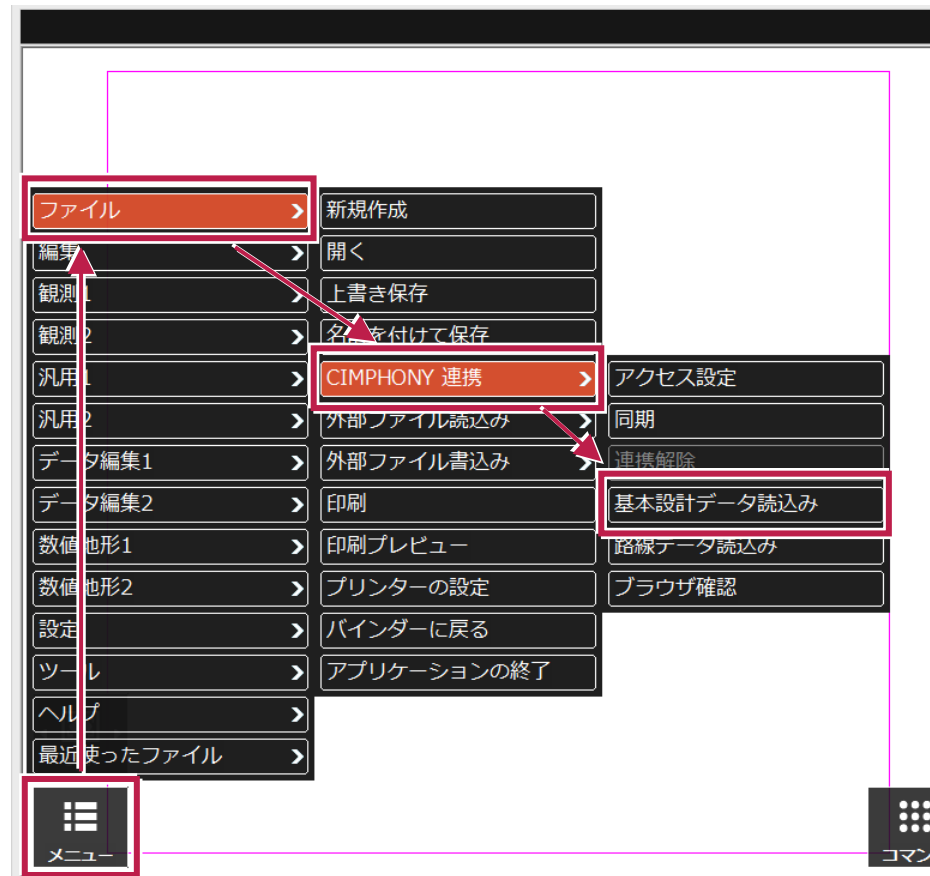 ファイル
編集
観測1
観測2
汎用1
汎用2
データ編集1
データ編集2
数値地形1
数値地形2
設定
ツール
ヘルプ
最近使ったファイル
メニュー
新規作成
開く
上書き保存
名前を付けて保存
CIMPHONY 連携
外部ファイル読込み
外部ファイル書込み
印刷
印刷プレビュー
プリンターの設定
バインダーに戻る
アプリケーションの終了
アクセス設定
同期
連携解除
基本設計データ読込み
路線データ読込み
ブラウザ確認
コマン